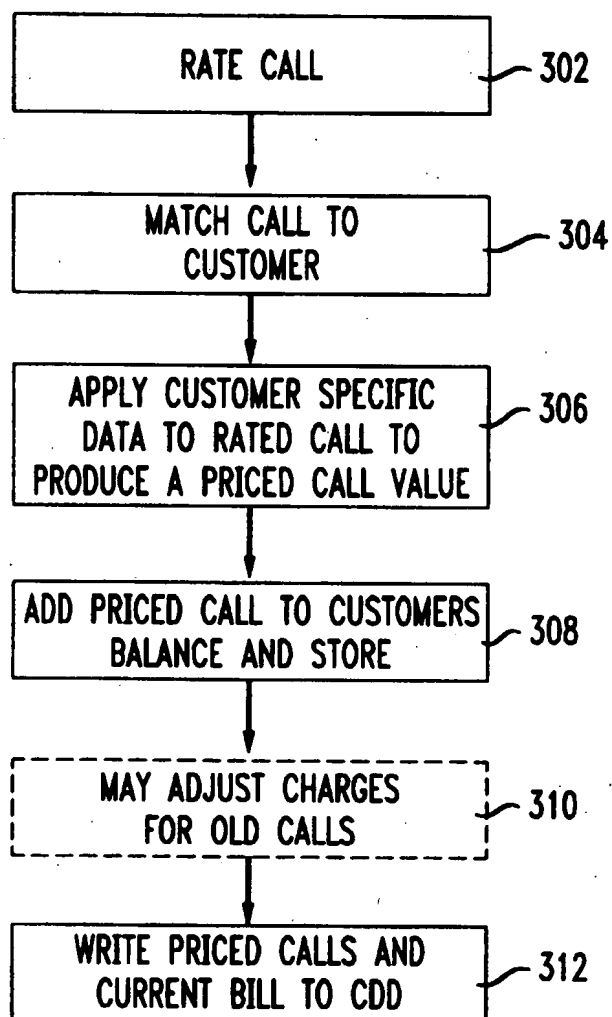 RATE CALL
302
MATCH CALL TO
CUSTOMER
304
APPLY CUSTOMER SPECIFIC
DATA TO RATED CALL TO
PRODUCE A PRICED CALL VALUE
306
ADD PRICED CALL TO CUSTOMERS
BALANCE AND STORE
308
MAY ADJUST CHARGES
FOR OLD CALLS
310
WRITE PRICED CALLS AND
CURRENT BILL TO CDD
312